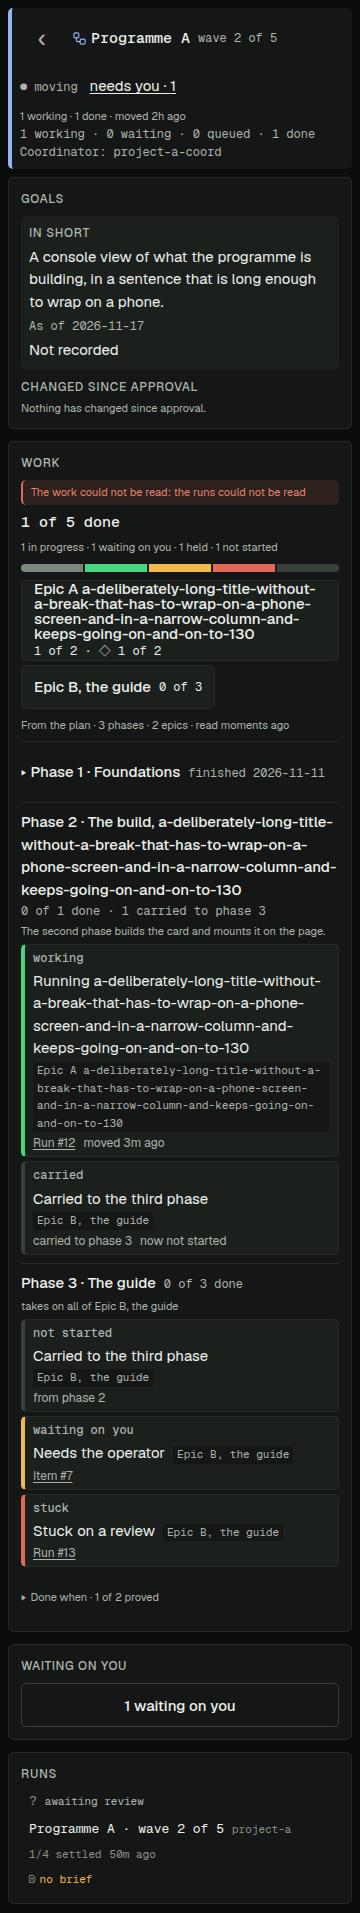 Programme A wave 2 of 5
moving needs you · 1
1 working · 1 done · moved 2h ago
1 working · 0 waiting · 0 queued · 1 done
Coordinator: project-a-coord
GOALS
IN SHORT
A console view of what the programme is
building, in a sentence that is long enough
to wrap on a phone.
As of 2026-11-17
Not recorded
CHANGED SINCE APPROVAL
Nothing has changed since approval.
WORK
The work could not be read: the runs could not be read
1 of 5 done
1 in progress · 1 waiting on you · 1 held · 1 not started
Epic A a-deliberately-long-title-without-
a-break-that-has-to-wrap-on-a-phone-
screen-and-in-a-narrow-column-and-
keeps-going-on-and-on-to-130
1 of 2 · ◇ 1 of 2
Epic B, the guide 0 of 3
From the plan · 3 phases · 2 epics · read moments ago
Phase 1 · Foundations finished 2026-11-11
Phase 2 · The build, a-deliberately-long-title-
without-a-break-that-has-to-wrap-on-a-
phone-screen-and-in-a-narrow-column-and-
keeps-going-on-and-on-to-130
0 of 1 done · 1 carried to phase 3
The second phase builds the card and mounts it on the page.
working
Running a-deliberately-long-title-without-
a-break-that-has-to-wrap-on-a-phone-
screen-and-in-a-narrow-column-and-
keeps-going-on-and-on-to-130
Epic A a-deliberately-long-title-without-a-
break-that-has-to-wrap-on-a-phone-screen-
and-in-a-narrow-column-and-keeps-going-on-
and-on-to-130
Run #12 moved 3m ago
carried
Carried to the third phase
Epic B, the guide
carried to phase 3 now not started
Phase 3 · The guide 0 of 3 done
takes on all of Epic B, the guide
not started
Carried to the third phase
Epic B, the guide
from phase 2
waiting on you
Needs the operator Epic B, the guide
Item #7
stuck
Stuck on a review Epic B, the guide
Run #13
Done when · 1 of 2 proved
WAITING ON YOU
1 waiting on you
RUNS
? awaiting review
Programme A · wave 2 of 5 project-a
1/4 settled 50m ago
no brief